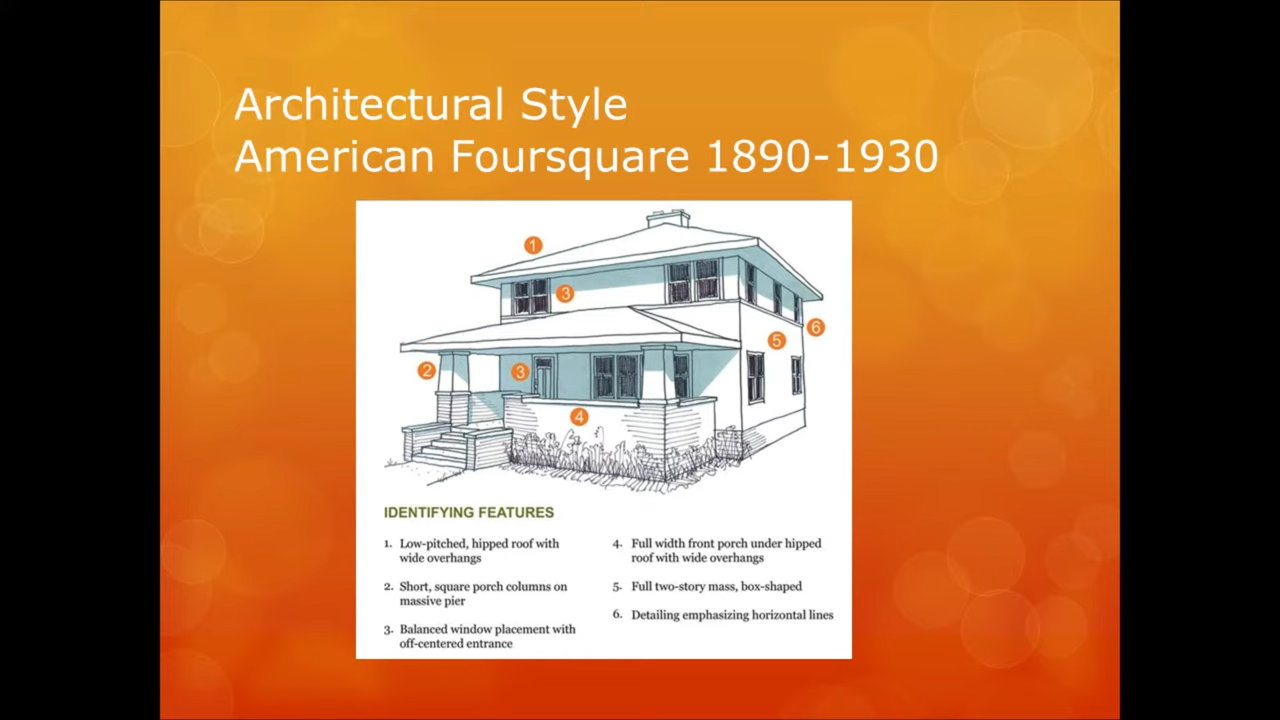 Architectural Style
American Foursquare 1890-1930
1
3
6
5
2
3
4
IDENTIFYING FEATURES
1. Low-pitched, hipped roof with
wide overhangs
2. Short, square porch columns on
massive pier
3. Balanced window placement with
off-centered entrance
4. Full width front porch under hipped
roof with wide overhangs
5. Full two-story mass, box-shaped
6. Detailing emphasizing horizontal lines